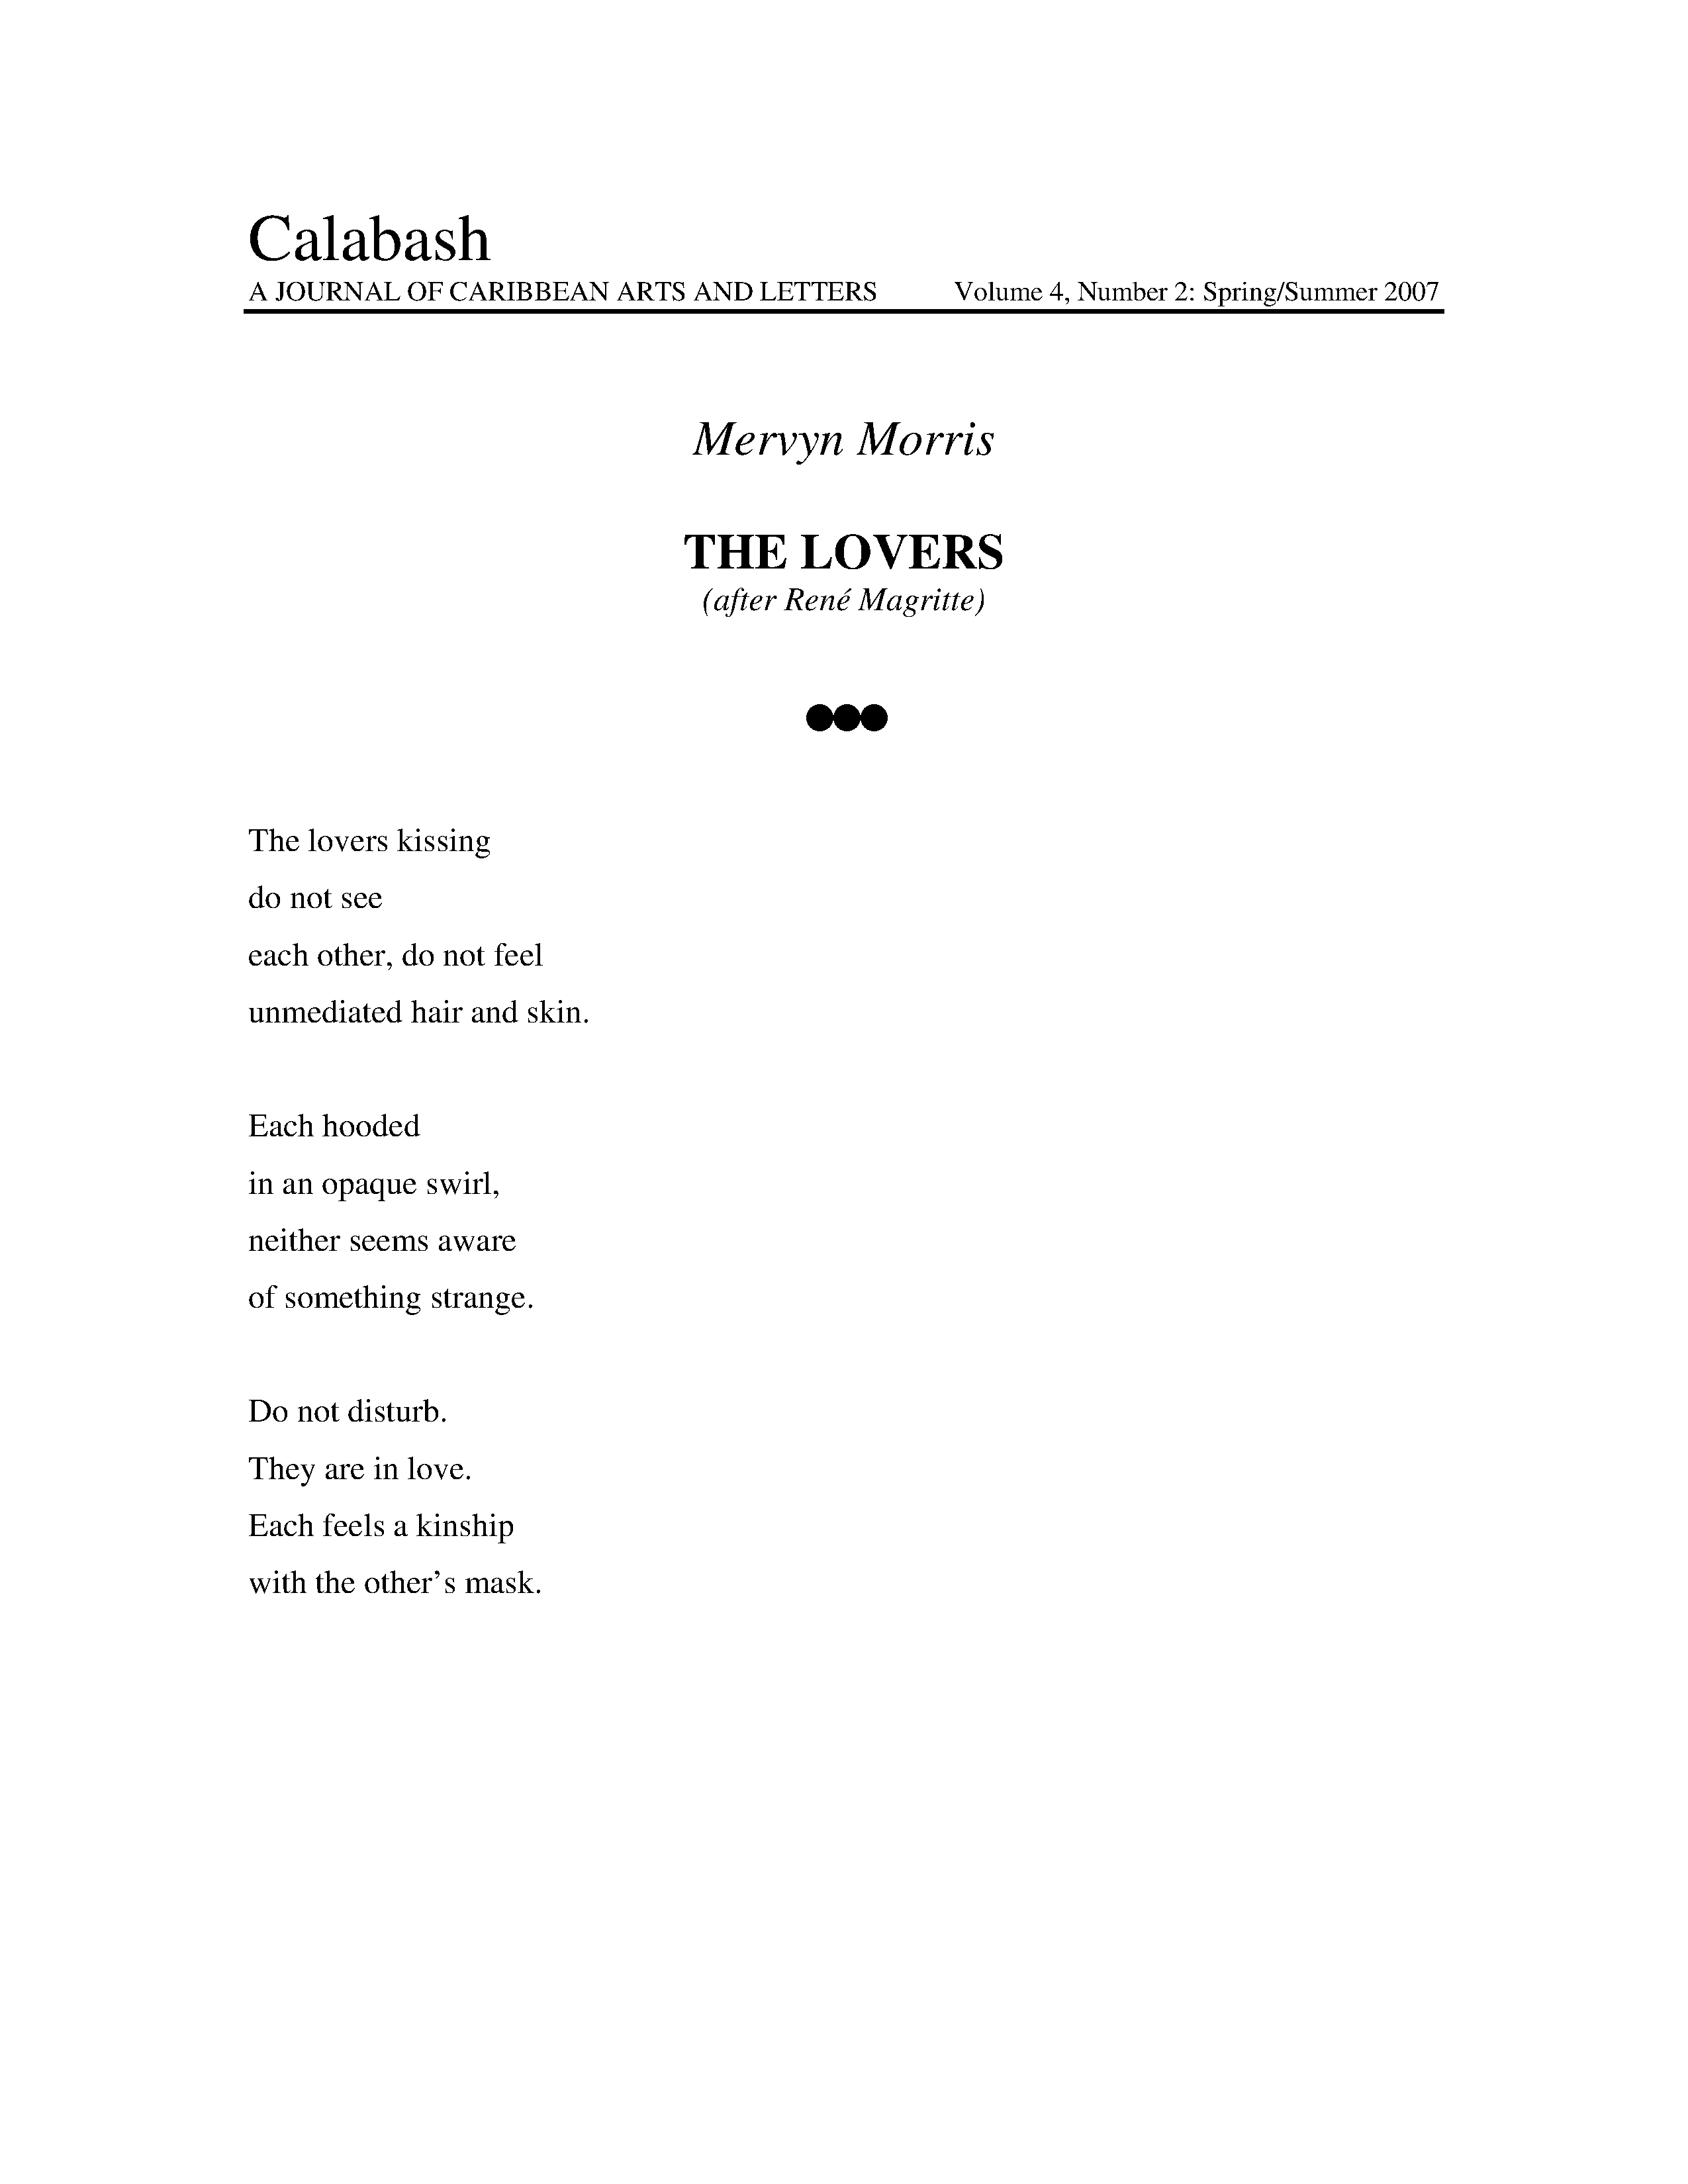 Calabash
A JOURNAL OF CARIBBEAN ARTS AND LETTERS Volume 4, Number 2: Spring/Summer 2007
Mervyn Morris
THE LOVERS
(after René Magritte)
The lovers kissing
do not see
each other, do not feel
unmediated hair and skin.
Each hooded
in an opaque swirl,
neither seems aware
of something strange.
Do not disturb.
They are in love.
Each feels a kinship
with the other’s mask.